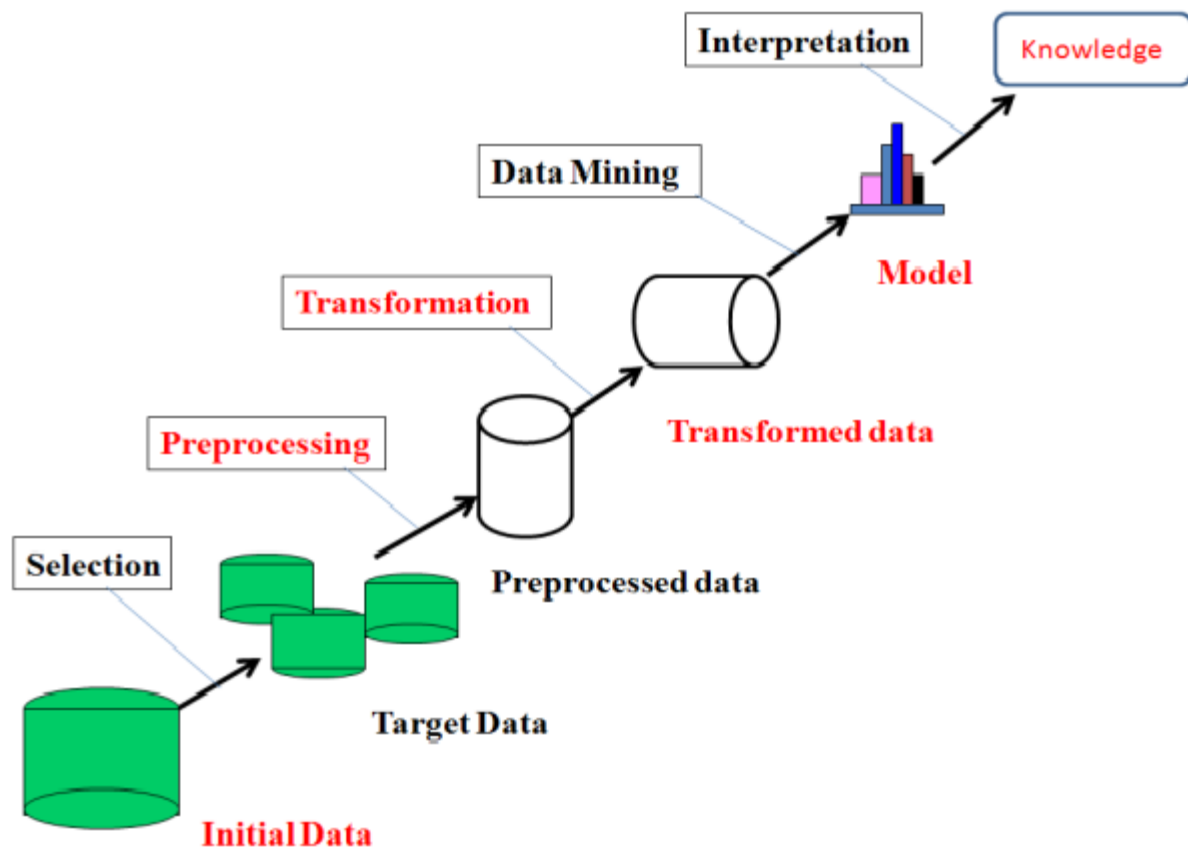 Interpretation
Knowledge
Data Mining
Model
Transformation
Transformed data
Preprocessing
Preprocessed data
Selection
Target Data
Initial Data